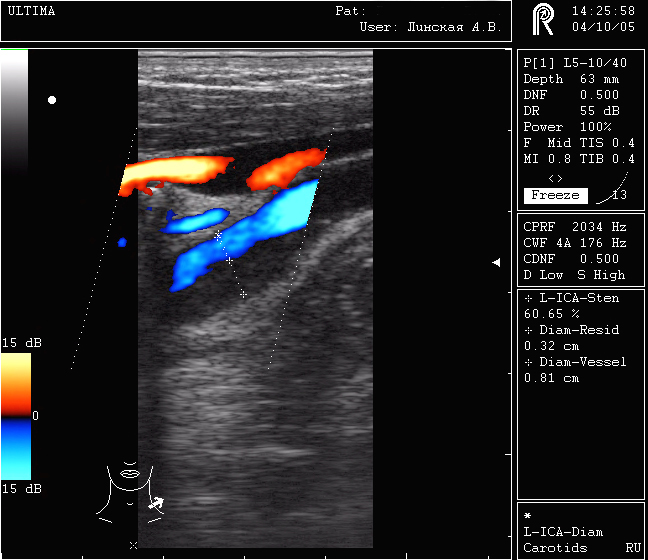 ULTIMA
Pat:
User: Линская А.В.
14:25:58
04/10/05
P[1] L5-10/40
Depth 63 mm
DNF 0.500
DR 55 dB
Power 100%
F Mid TIS 0.4
MI 0.8 TIB 0.4
<>
Freeze 13
CPRF 2034 Hz
CWF 4A 176 Hz
CDNF 0.500
D Low S High
L-ICA-Sten
60.65 %
Diam-Resid
0.32 cm
Diam-Vessel
0.81 cm
*
L-ICA-Diam
Carotids RU
15 dB
0
15 dB